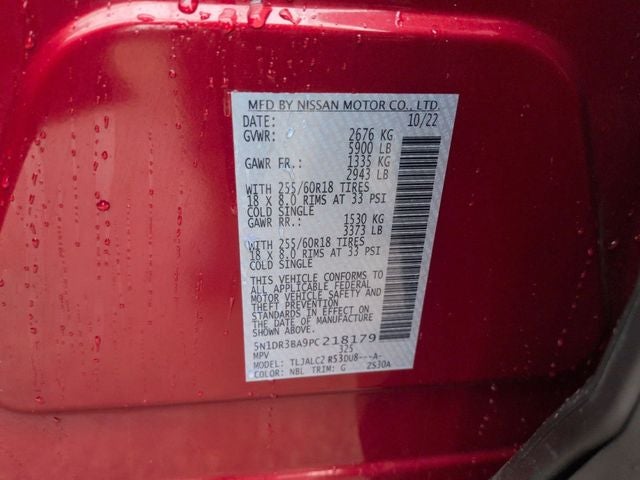 MFD BY NISSAN MOTOR CO., LTD.
DATE: 10/22
GVWR: 2676 KG
5900 LB
GAWR FR.: 1335 KG
2943 LB
WITH 255/60R18 TIRES
18 X 8.0 RIMS AT 33 PSI
COLD SINGLE
GAWR RR.: 1530 KG
3373 LB
WITH 255/60R18 TIRES
18 X 8.0 RIMS AT 33 PSI
COLD SINGLE
THIS VEHICLE CONFORMS TO
ALL APPLICABLE FEDERAL
MOTOR VEHICLE SAFETY AND
THEFT PREVENTION
STANDARDS IN EFFECT ON
THE DATE OF MANUFACTURE
SHOWN ABOVE.
5N1DR3BA9PC218179
MPV 325
MODEL: TLJALC2 R53DU8---A-
COLOR: NBL TRIM: G ZS30A